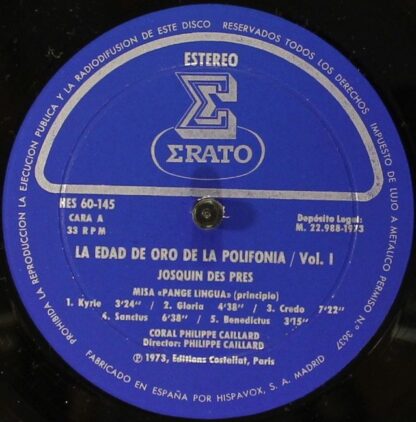 PROHIBIDA LA REPRODUCCION LA EJECUCION PUBLICA Y LA RADIODIFUSION DE ESTE DISCO RESERVADOS TODOS LOS DERECHOS IMPUESTO DE LUJO A METALICO PERMISO Nº 3637
ESTEREO
Σ
ΣRATO
HES 60-145
CARA A
33 RPM
Depósito Legal:
M. 22.988-1973
LA EDAD DE ORO DE LA POLIFONIA / Vol. I
JOSQUIN DES PRES
MISA «PANGE LINGUA» (principio)
1. Kyrie 3'24" / 2. Gloria 4'38" / 3. Credo 7'22"
4. Sanctus 6'38" / 5. Benedictus 3'15"
CORAL PHILIPPE CAILLARD
Director: PHILIPPE CAILLARD
Ⓟ 1973, Editions Costellat, Paris
FABRICADO EN ESPAÑA POR HISPAVOX, S. A. MADRID